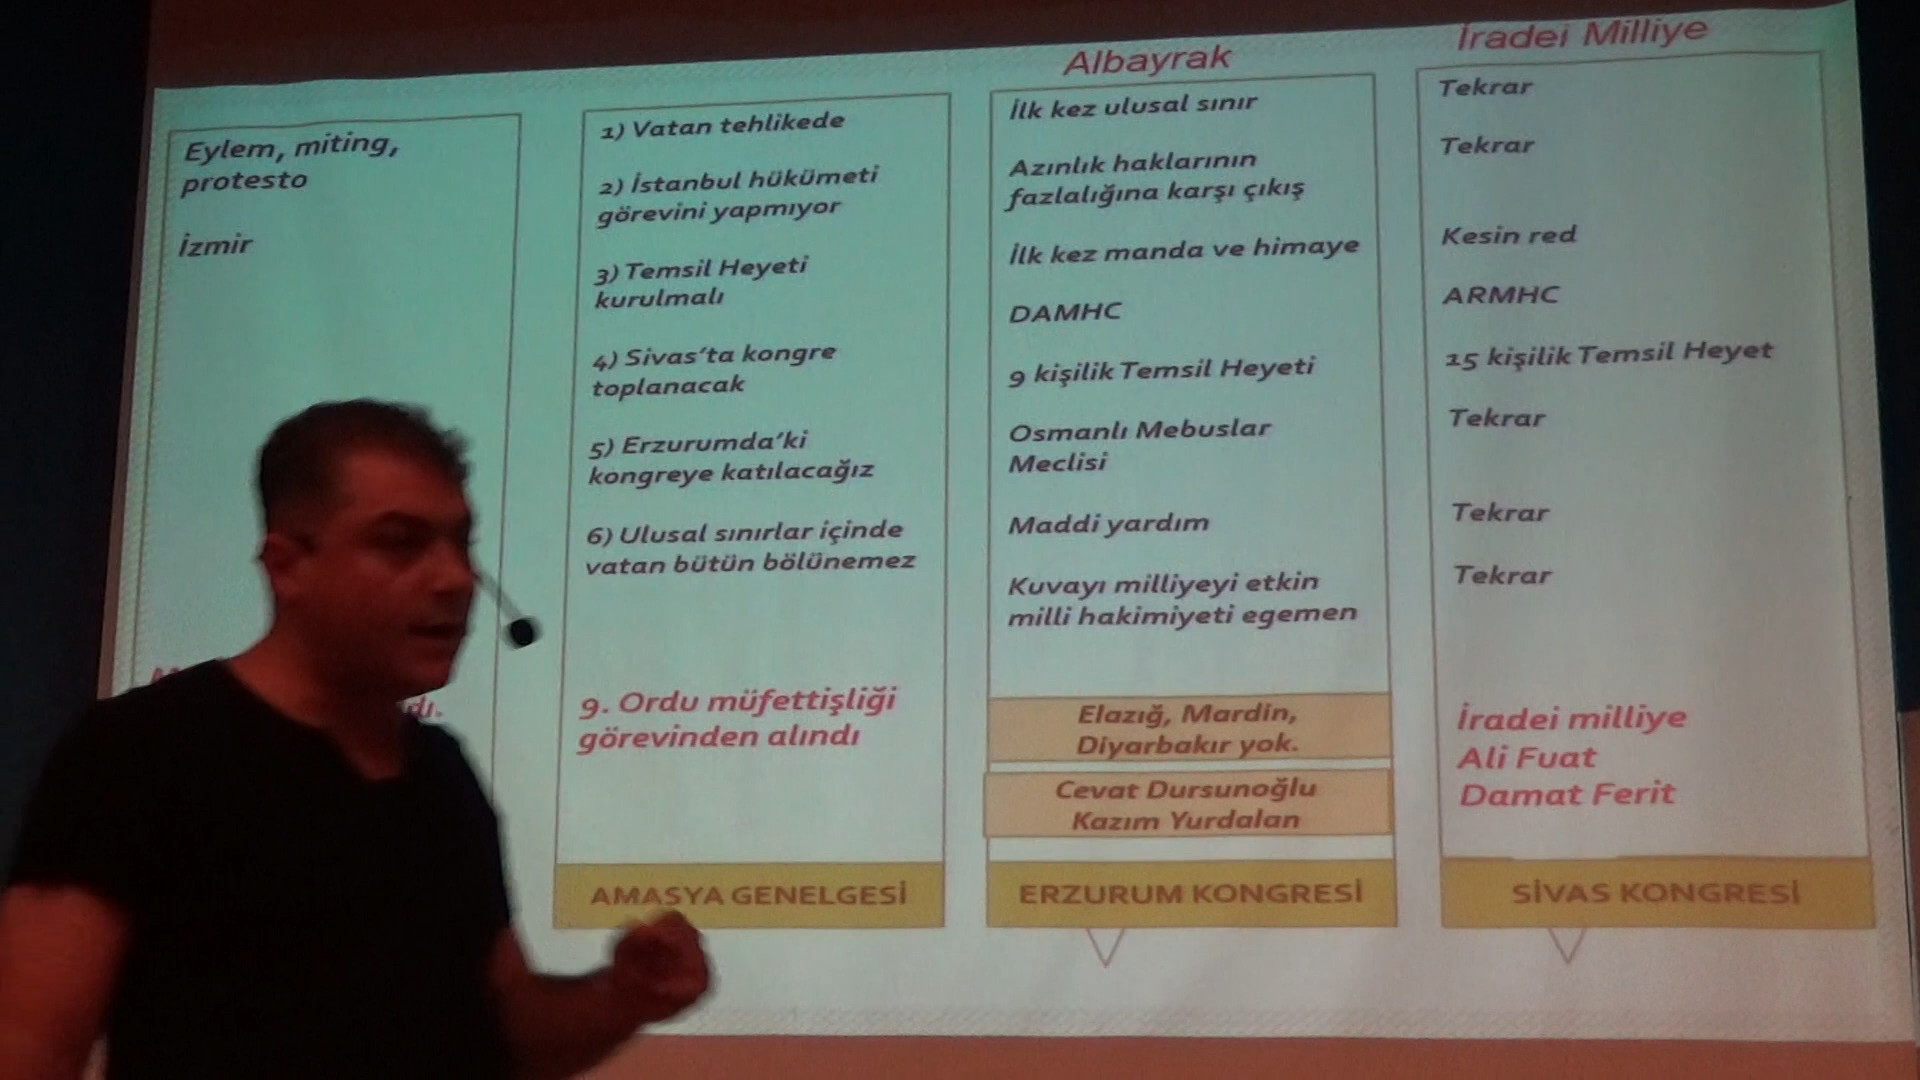 Eylem, miting,
protesto
İzmir
dı.
1) Vatan tehlikede
2) İstanbul hükümeti
görevini yapmıyor
3) Temsil Heyeti
kurulmalı
4) Sivas'ta kongre
toplanacak
5) Erzurumda'ki
kongreye katılacağız
6) Ulusal sınırlar içinde
vatan bütün bölünemez
9. Ordu müfettişliği
görevinden alındı
AMASYA GENELGESİ
Albayrak
İlk kez ulusal sınır
Azınlık haklarının
fazlalığına karşı çıkış
İlk kez manda ve himaye
DAMHC
9 kişilik Temsil Heyeti
Osmanlı Mebuslar
Meclisi
Maddi yardım
Kuvayı milliyeyi etkin
milli hakimiyeti egemen
Elazığ, Mardin,
Diyarbakır yok.
Cevat Dursunoğlu
Kazım Yurdalan
ERZURUM KONGRESİ
İradei Milliye
Tekrar
Tekrar
Kesin red
ARMHC
15 kişilik Temsil Heyet
Tekrar
Tekrar
Tekrar
İradei milliye
Ali Fuat
Damat Ferit
SİVAS KONGRESİ